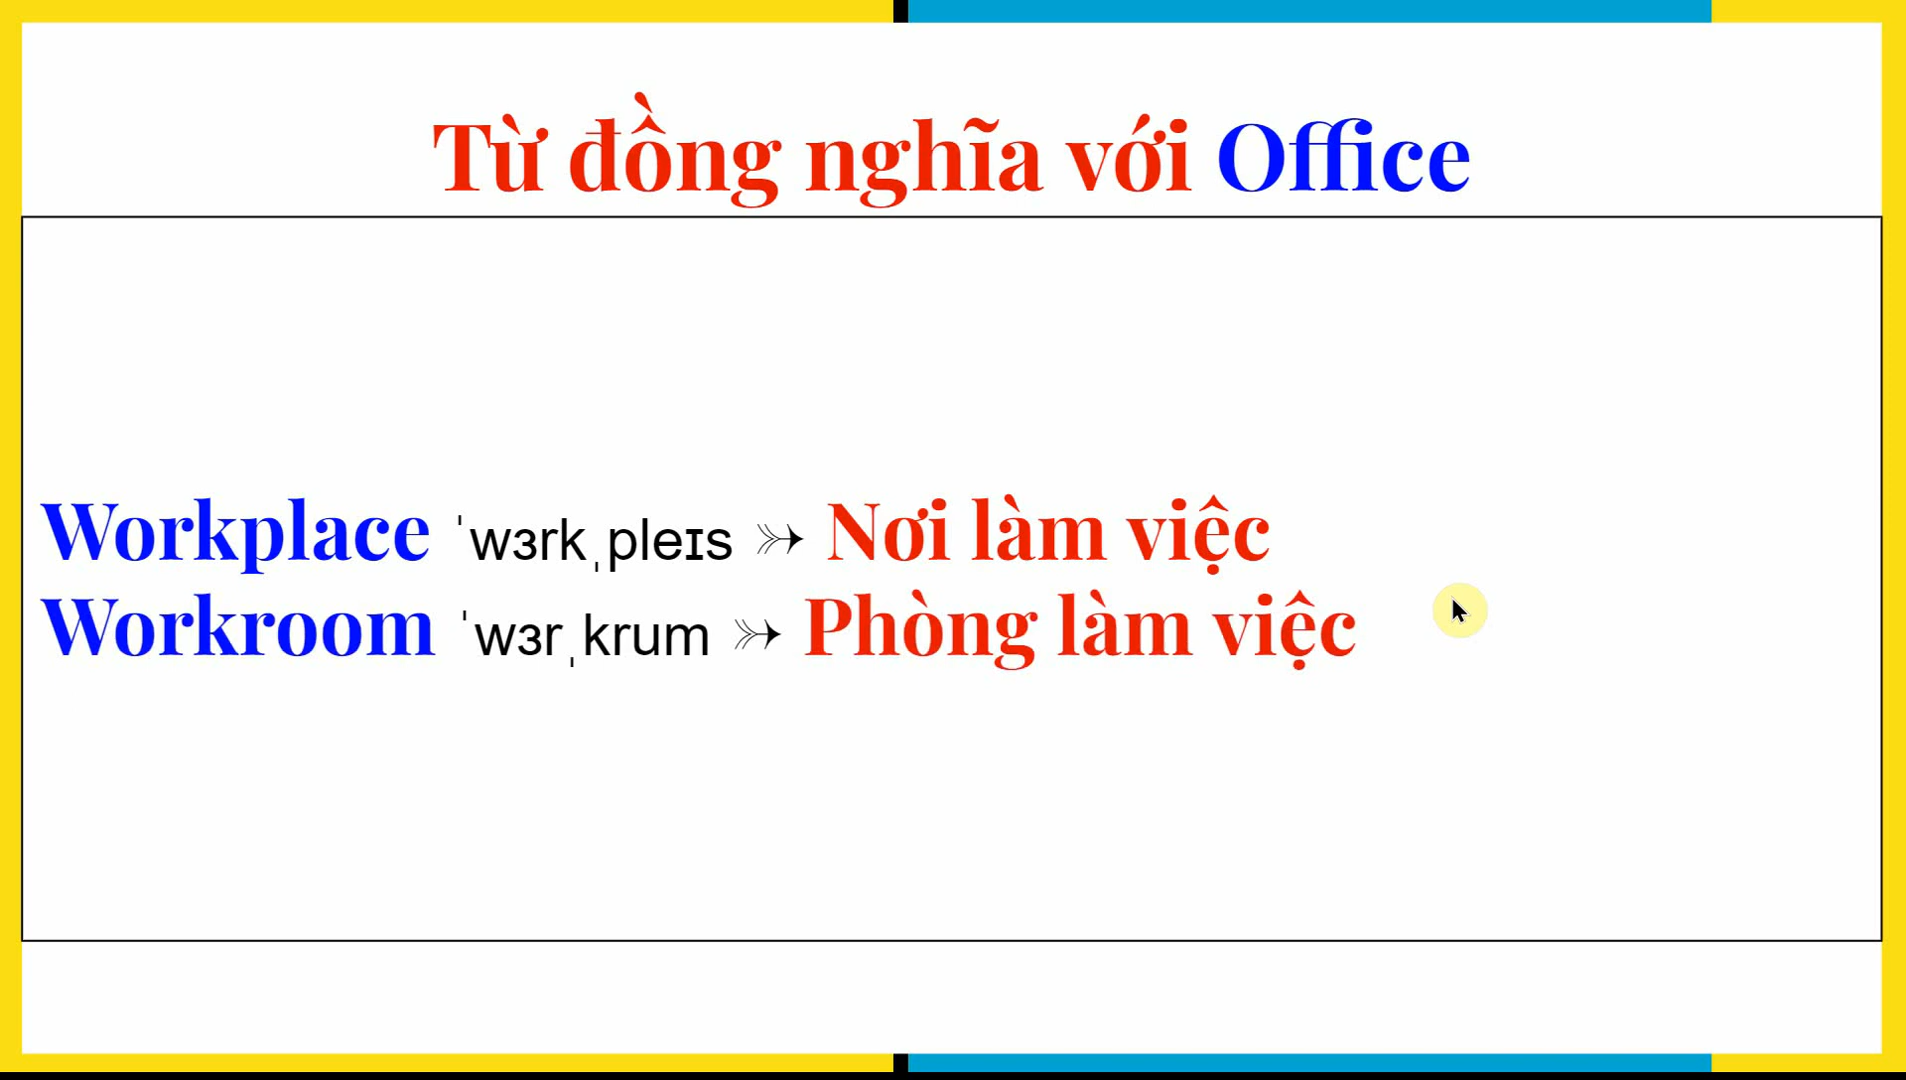 Từ đồng nghĩa với Office
Workplace ˈwɜrkˌpleɪs ➳ Nơi làm việc
Workroom ˈwɜrˌkrum ➳ Phòng làm việc